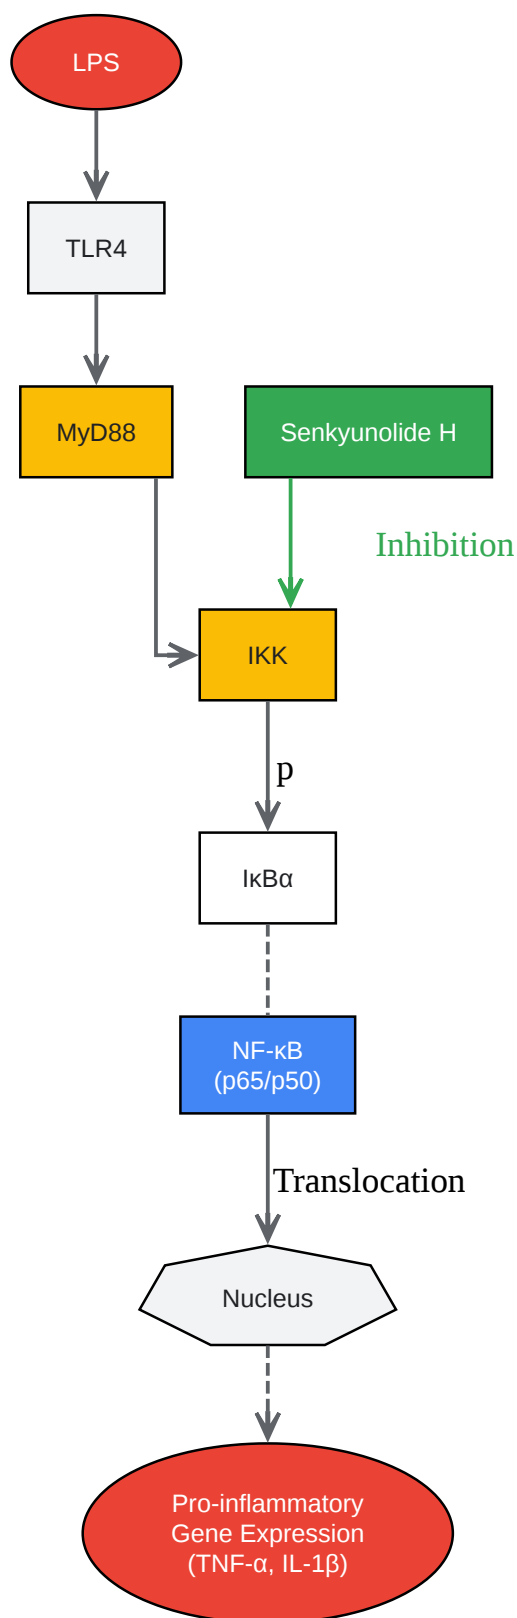 LPS
TLR4
MyD88
Senkyunolide H
Inhibition
IKK
p
IκBα
NF-κB
(p65/p50)
Translocation
Nucleus
Pro-inflammatory
Gene Expression
(TNF-α, IL-1β)